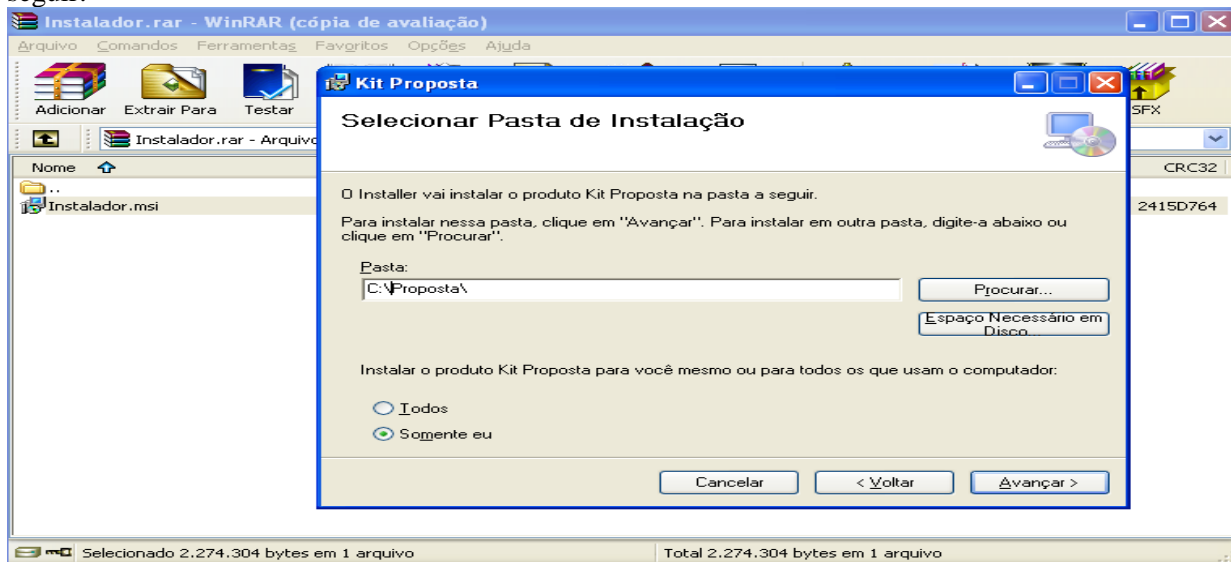 seguir:
Instalador.rar - WinRAR (cópia de avaliação)
Arquivo Comandos Ferramentas Favoritos Opções Ajuda
Adicionar Extrair Para Testar SFX
Instalador.rar - Arquivo
Nome CRC32
..
Instalador.msi 2415D764
Kit Proposta
Selecionar Pasta de Instalação
O Installer vai instalar o produto Kit Proposta na pasta a seguir.
Para instalar nessa pasta, clique em "Avançar". Para instalar em outra pasta, digite-a abaixo ou
clique em "Procurar".
Pasta:
C:\Proposta\ Procurar...
Espaço Necessário em
Disco...
Instalar o produto Kit Proposta para você mesmo ou para todos os que usam o computador:
Todos
Somente eu
Cancelar < Voltar Avançar >
Selecionado 2.274.304 bytes em 1 arquivo Total 2.274.304 bytes em 1 arquivo